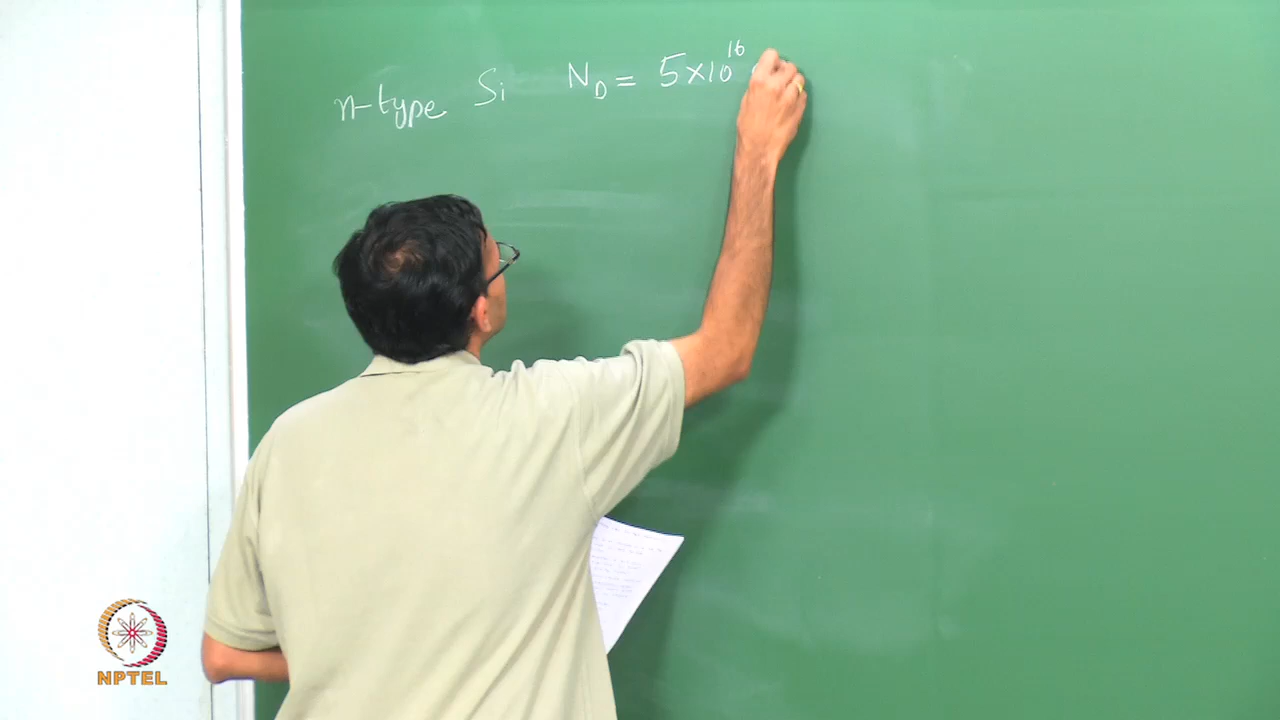 n-type Si N_D = 5×10^16
NPTEL